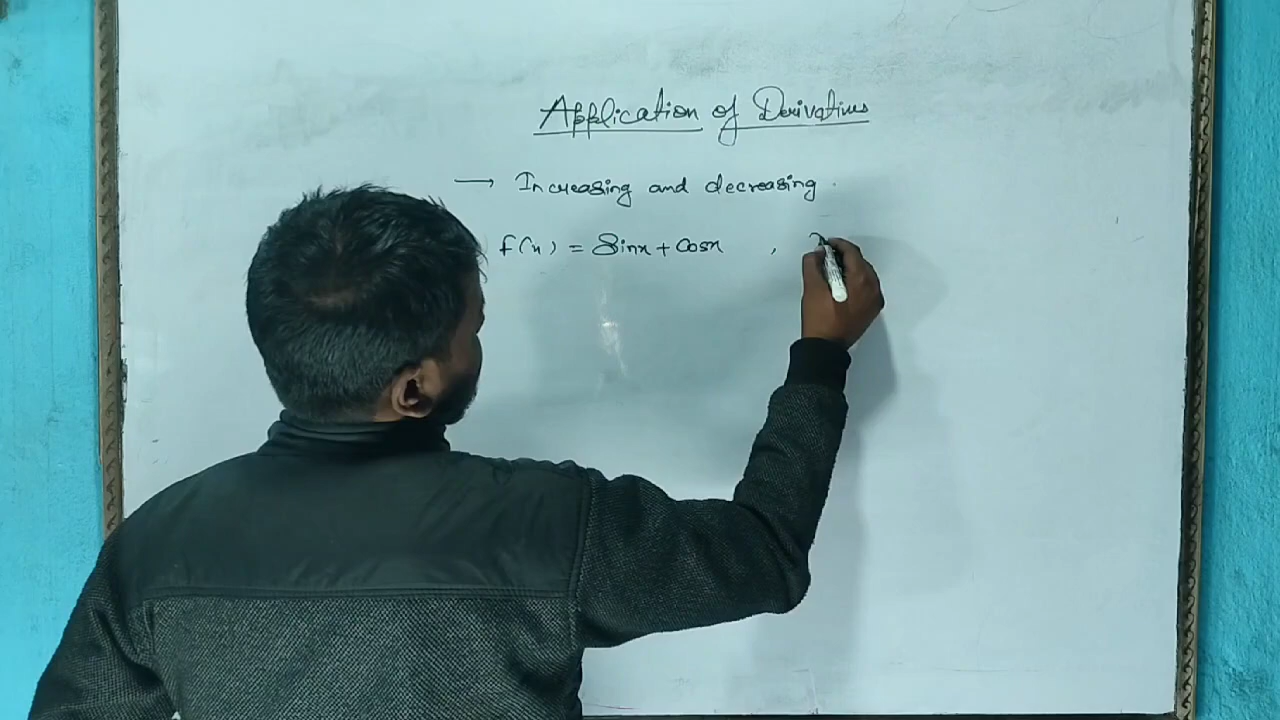 Application of Derivatives
→ Increasing and decreasing.
f(x) = Sinx + Cosx ,